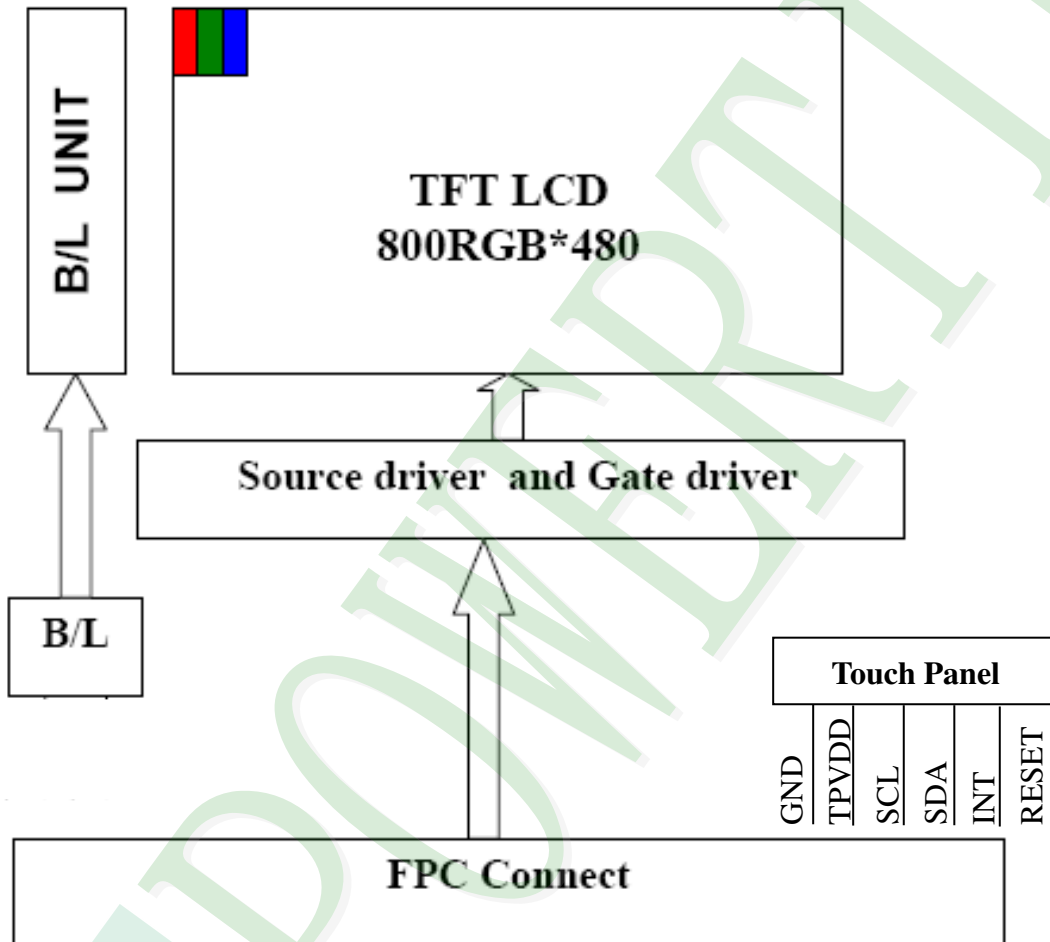 B/L UNIT
TFT LCD
800RGB*480
Source driver and Gate driver
B/L
Touch Panel
GND
TPVDD
SCL
SDA
INT
RESET
FPC Connect